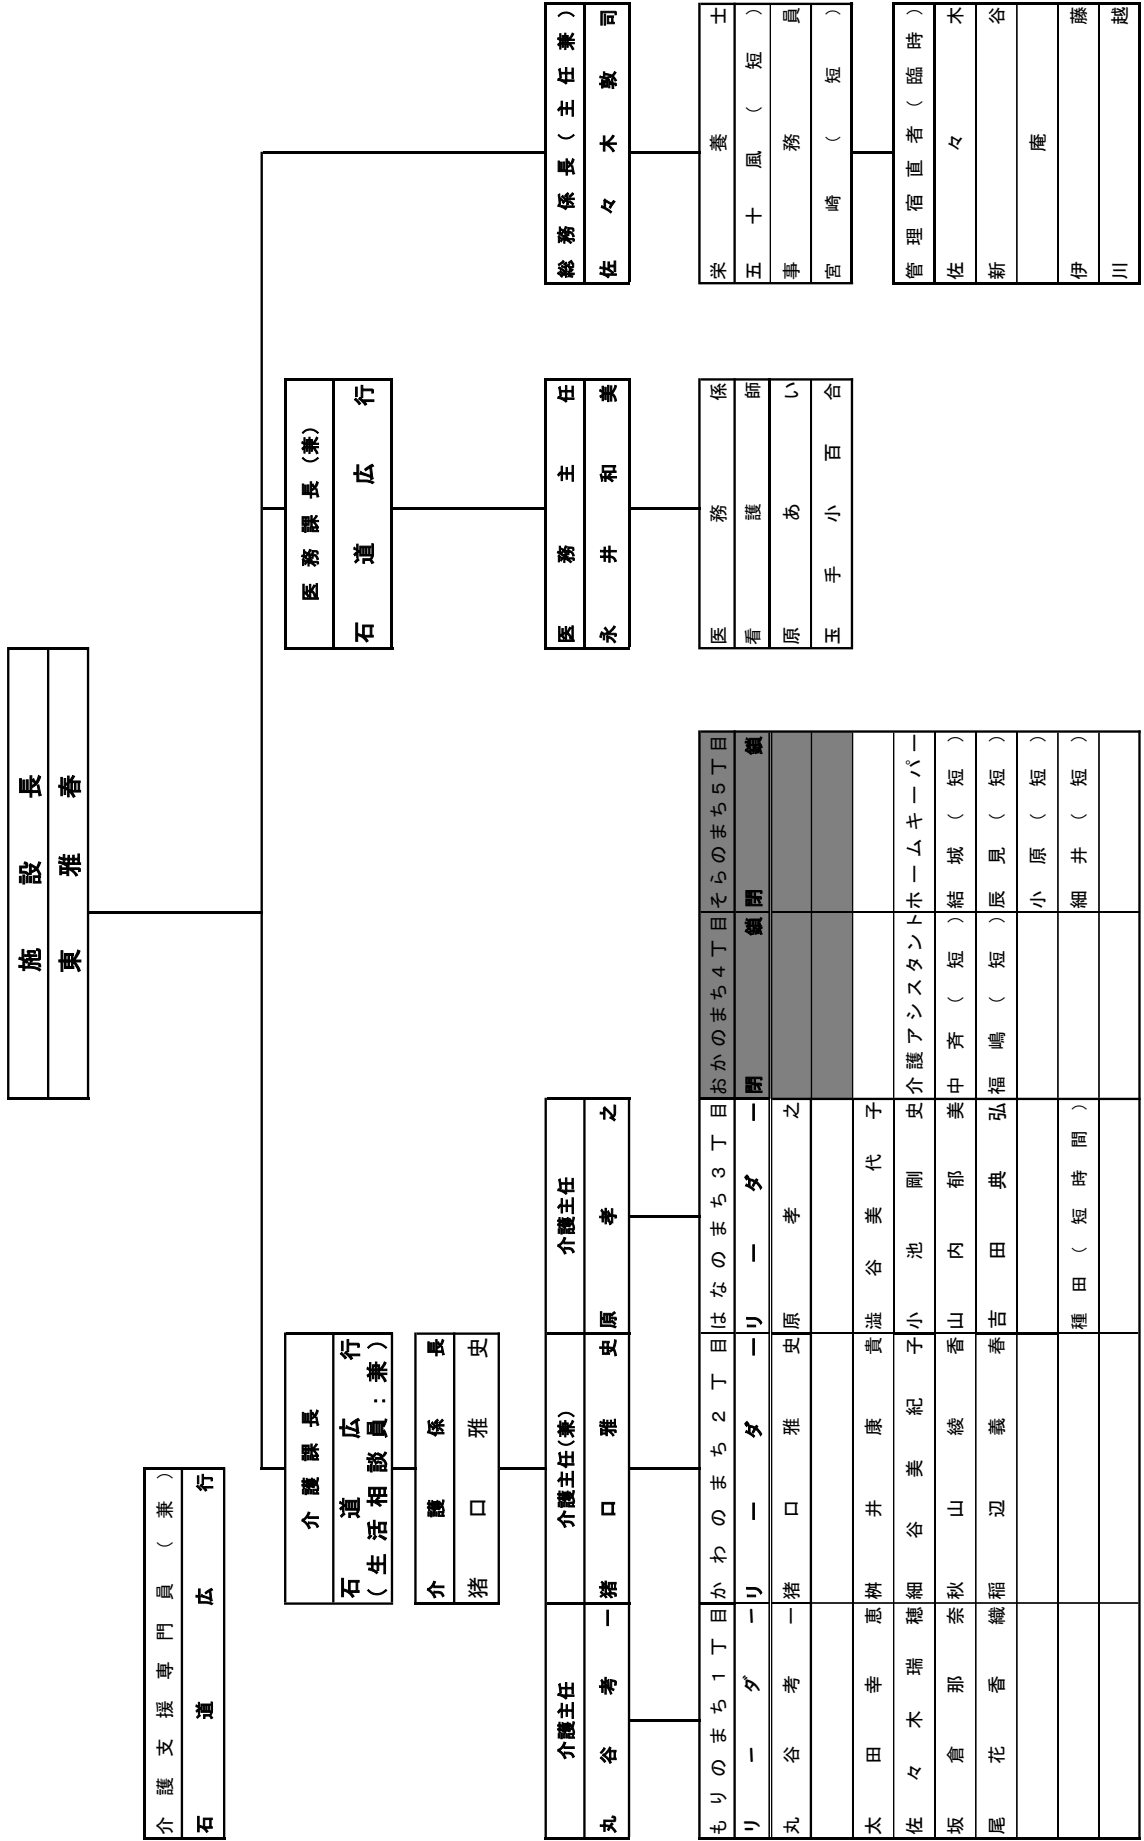 施設長
東雅春
介護支援専門員(兼)
石道広行
介護課長
石道広行
(生活相談員:兼)
介護係長
猪口雅史
医務課長(兼)
石道広行
介護主任
丸谷考一
介護主任(兼)
猪口雅史
介護主任
原孝之
医務主任
永井和美
総務係長(主任兼)
佐々木敦司
もりのまち1丁目
リーダー
丸谷考一
太田幸恵
佐々木瑞穂
坂倉那奈
尾花香織
かわのまち2丁目
リーダー
猪口雅史
桝井康貴
細谷美紀子
秋山綾香
稲辺義春
はなのまち3丁目
リーダー
原孝之
澁谷美代子
小池剛史
山内郁美
吉田典弘
種田(短時間)
おかのまち4丁目
閉鎖
介護アシスタント
中斉(短)
福嶋(短)
そらのまち5丁目
閉鎖
ホームキーパー
結城(短)
辰見(短)
小原(短)
細井(短)
医務係
看護師
原あい
玉手小百合
栄養士
五十風(短)
事務員
宮崎(短)
管理宿直者(臨時)
佐々木
新谷
庵
伊藤
川越